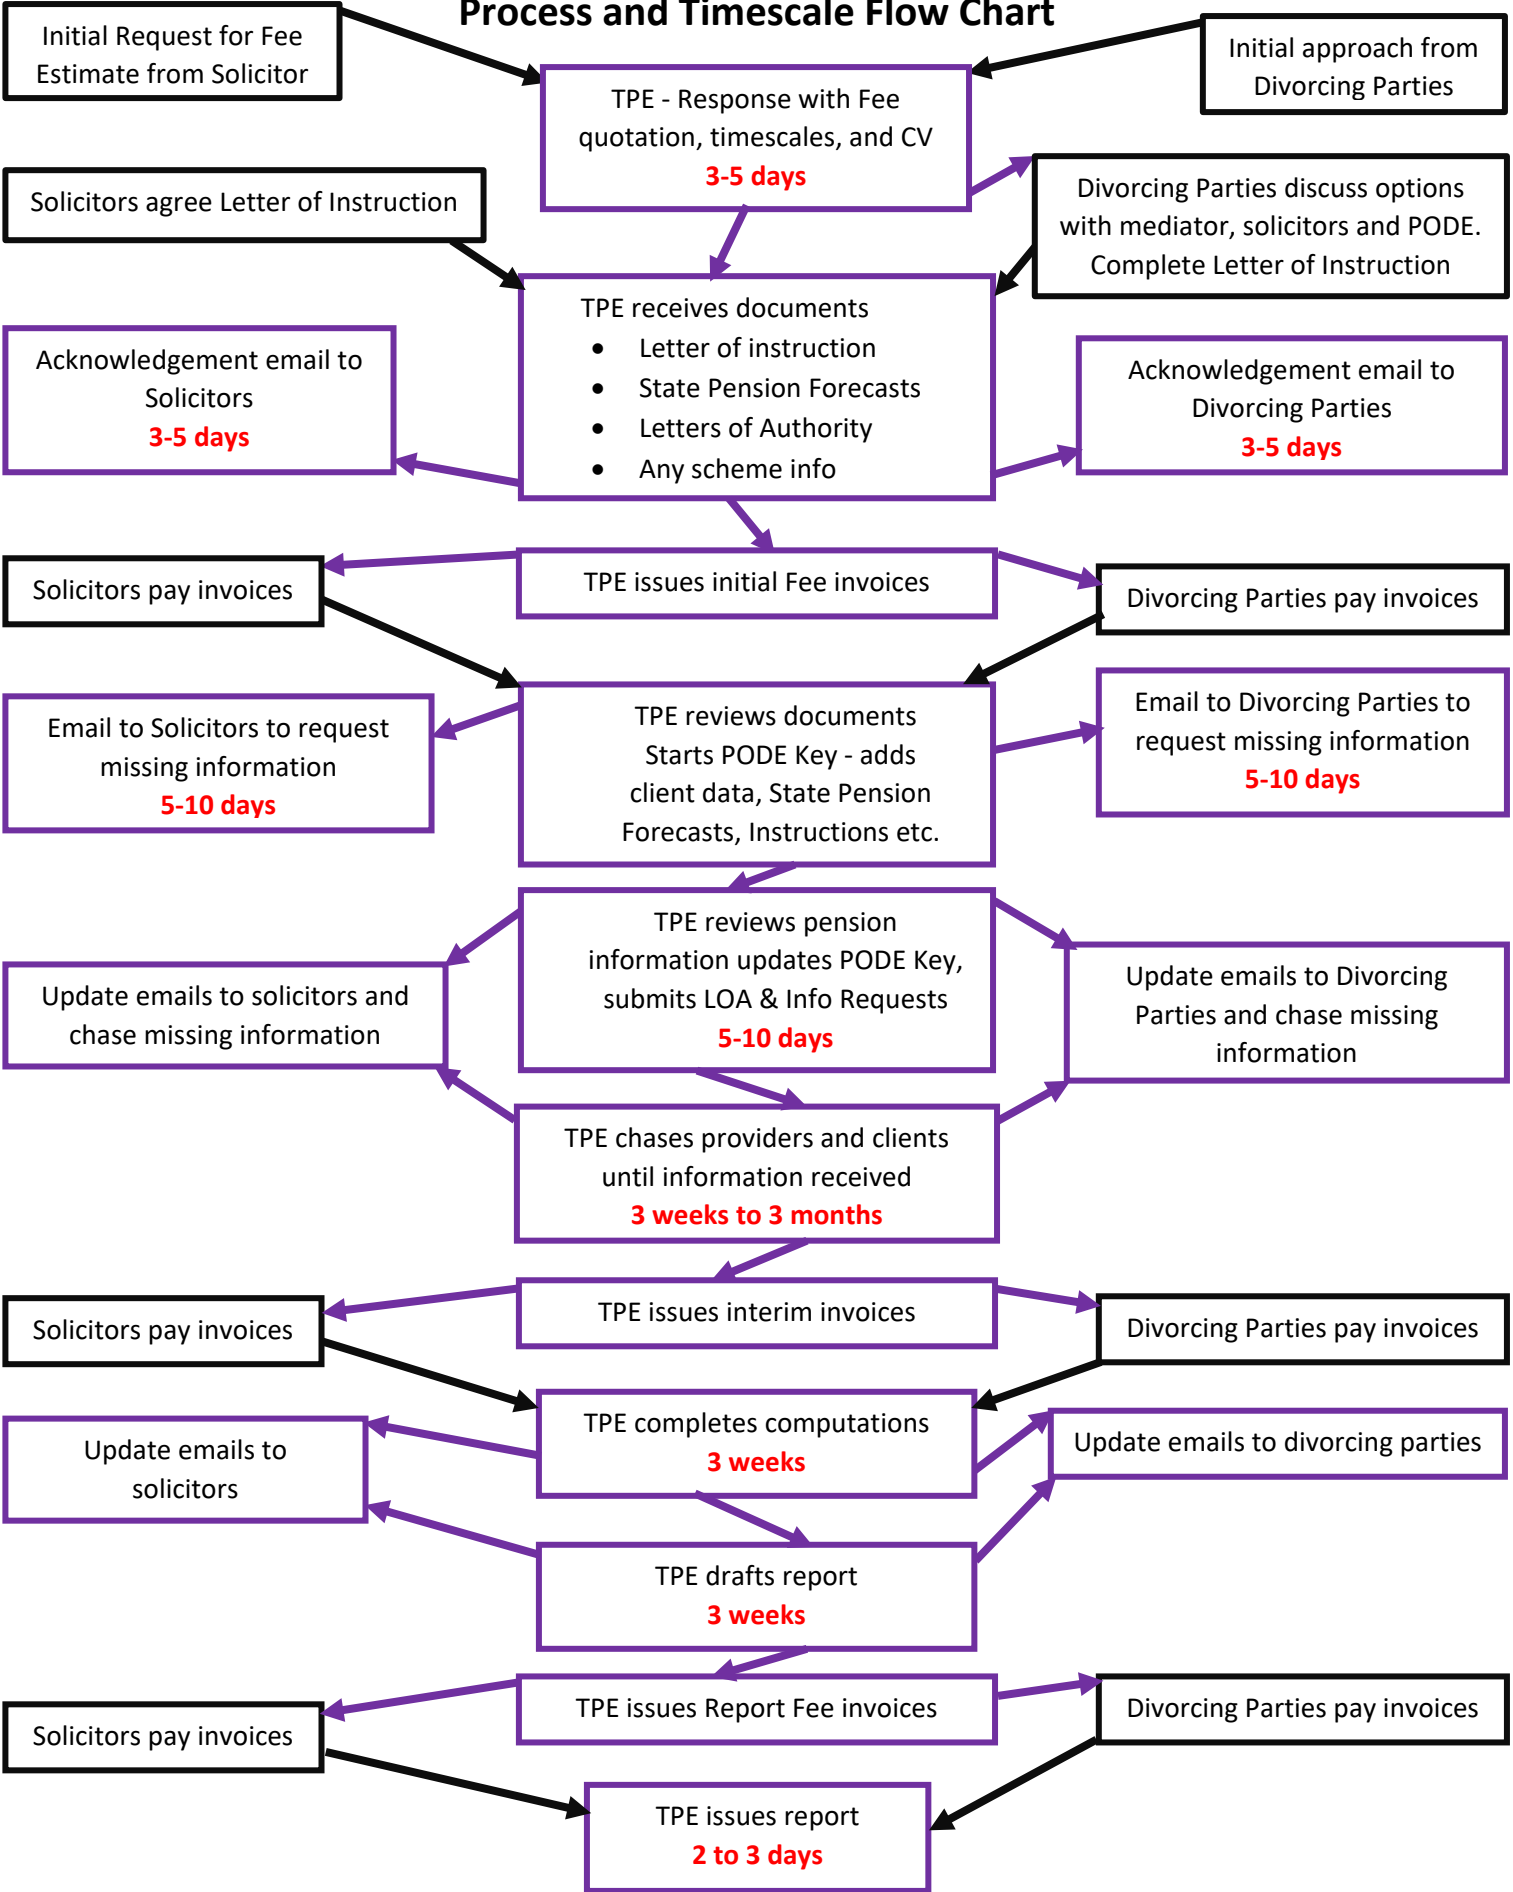 Process and Timescale Flow Chart
Initial Request for Fee
Estimate from Solicitor
Initial approach from
Divorcing Parties
TPE - Response with Fee
quotation, timescales, and CV
3-5 days
Solicitors agree Letter of Instruction
Divorcing Parties discuss options
with mediator, solicitors and PODE.
Complete Letter of Instruction
TPE receives documents
• Letter of instruction
• State Pension Forecasts
• Letters of Authority
• Any scheme info
Acknowledgement email to
Solicitors
3-5 days
Acknowledgement email to
Divorcing Parties
3-5 days
TPE issues initial Fee invoices
Solicitors pay invoices
Divorcing Parties pay invoices
TPE reviews documents
Starts PODE Key - adds
client data, State Pension
Forecasts, Instructions etc.
Email to Solicitors to request
missing information
5-10 days
Email to Divorcing Parties to
request missing information
5-10 days
TPE reviews pension
information updates PODE Key,
submits LOA & Info Requests
5-10 days
Update emails to solicitors and
chase missing information
Update emails to Divorcing
Parties and chase missing
information
TPE chases providers and clients
until information received
3 weeks to 3 months
TPE issues interim invoices
Solicitors pay invoices
Divorcing Parties pay invoices
TPE completes computations
3 weeks
Update emails to
solicitors
Update emails to divorcing parties
TPE drafts report
3 weeks
TPE issues Report Fee invoices
Solicitors pay invoices
Divorcing Parties pay invoices
TPE issues report
2 to 3 days